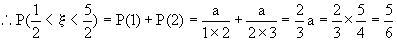 ∴P(1/2 < ξ < 5/2) = P(1) + P(2) = a/(1×2) + a/(2×3) = 2/3 a = 2/3 × 5/4 = 5/6